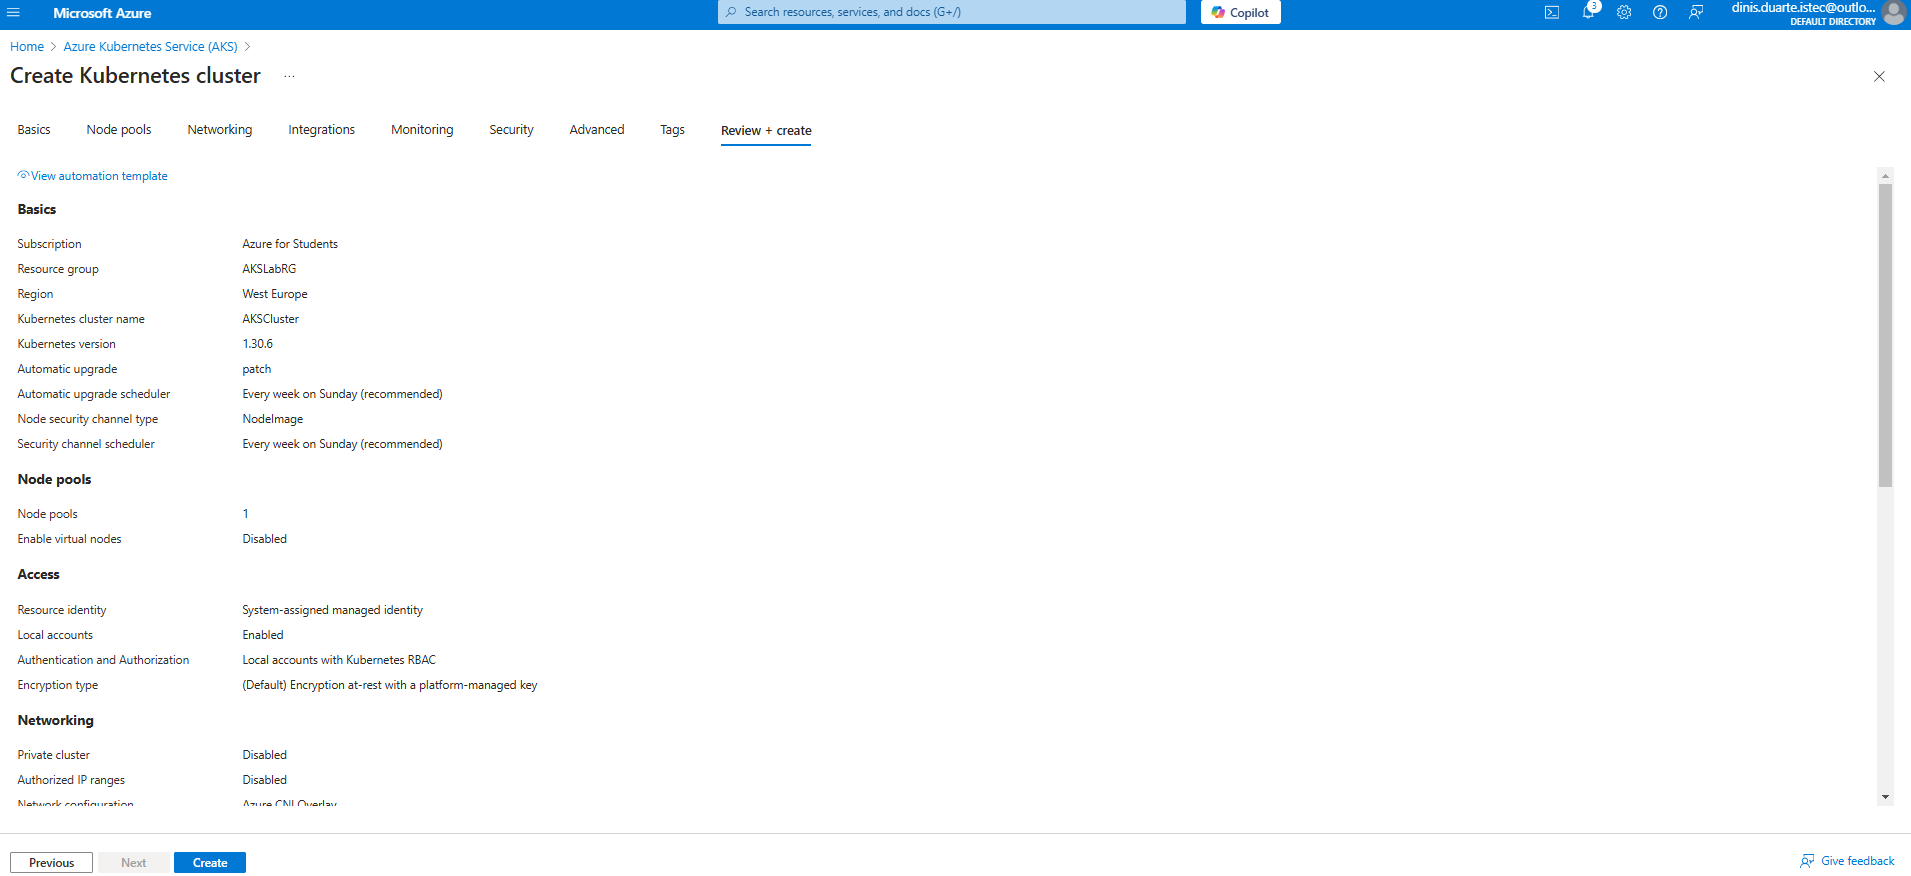 Microsoft Azure
Search resources, services, and docs (G+/)
Copilot
3
dinis.duarte.istec@outlo...
DEFAULT DIRECTORY
Home > Azure Kubernetes Service (AKS) >
Create Kubernetes cluster ...
Basics Node pools Networking Integrations Monitoring Security Advanced Tags Review + create
View automation template
Basics
Subscription Azure for Students
Resource group AKSLabRG
Region West Europe
Kubernetes cluster name AKSCluster
Kubernetes version 1.30.6
Automatic upgrade patch
Automatic upgrade scheduler Every week on Sunday (recommended)
Node security channel type NodeImage
Security channel scheduler Every week on Sunday (recommended)
Node pools
Node pools 1
Enable virtual nodes Disabled
Access
Resource identity System-assigned managed identity
Local accounts Enabled
Authentication and Authorization Local accounts with Kubernetes RBAC
Encryption type (Default) Encryption at-rest with a platform-managed key
Networking
Private cluster Disabled
Authorized IP ranges Disabled
Network configuration Azure CNI Overlay
Previous Next Create
Give feedback